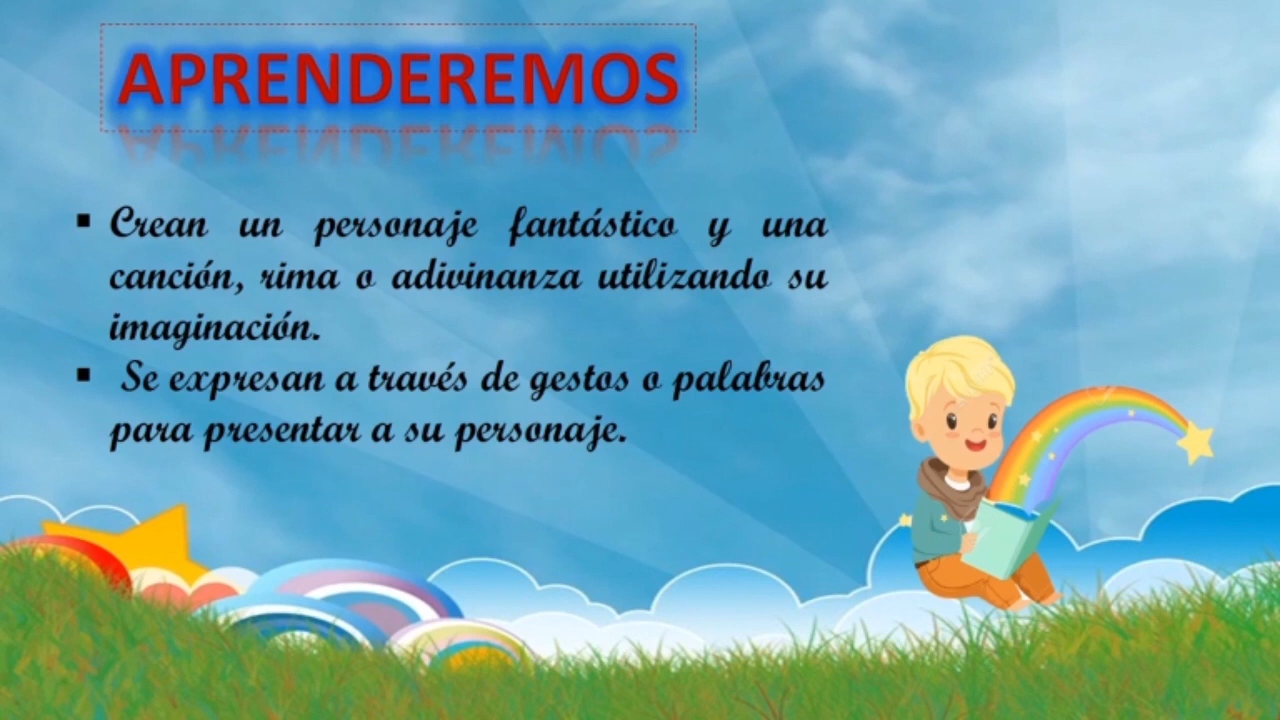 APRENDEREMOS
▪ Crean un personaje fantástico y una
canción, rima o adivinanza utilizando su
imaginación.
▪ Se expresan a través de gestos o palabras
para presentar a su personaje.